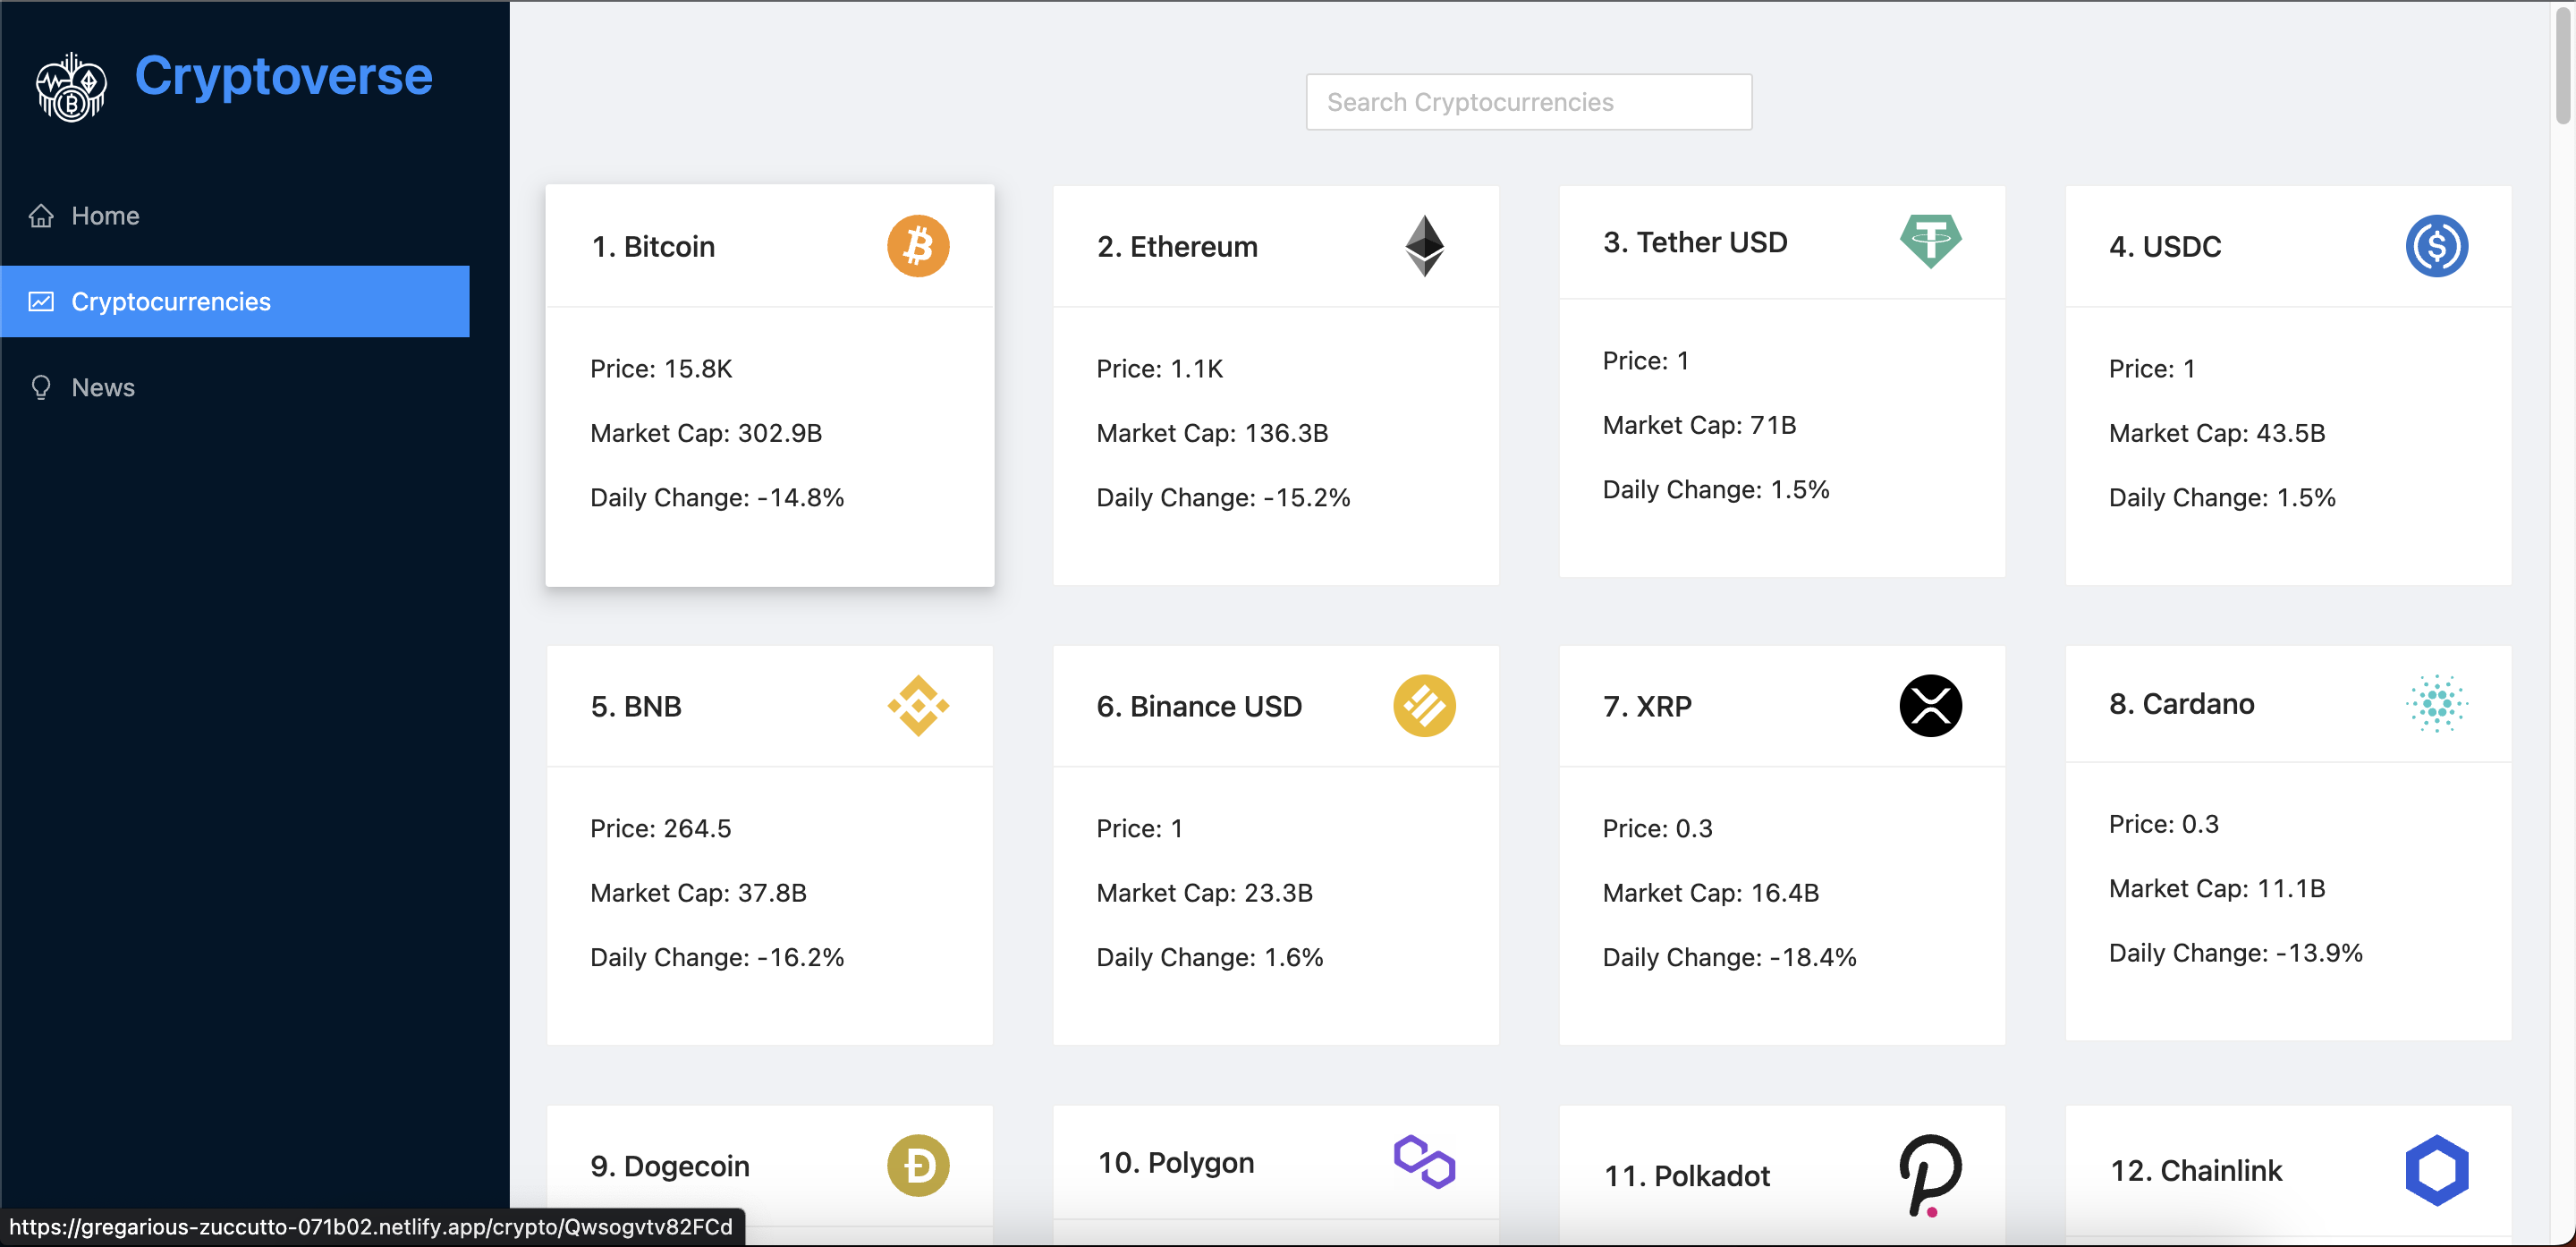 Cryptoverse
Search Cryptocurrencies
Home
Cryptocurrencies
News
1. Bitcoin
Price: 15.8K
Market Cap: 302.9B
Daily Change: -14.8%
2. Ethereum
Price: 1.1K
Market Cap: 136.3B
Daily Change: -15.2%
3. Tether USD
Price: 1
Market Cap: 71B
Daily Change: 1.5%
4. USDC
Price: 1
Market Cap: 43.5B
Daily Change: 1.5%
5. BNB
Price: 264.5
Market Cap: 37.8B
Daily Change: -16.2%
6. Binance USD
Price: 1
Market Cap: 23.3B
Daily Change: 1.6%
7. XRP
Price: 0.3
Market Cap: 16.4B
Daily Change: -18.4%
8. Cardano
Price: 0.3
Market Cap: 11.1B
Daily Change: -13.9%
9. Dogecoin
10. Polygon
11. Polkadot
12. Chainlink
https://gregarious-zuccutto-071b02.netlify.app/crypto/Qwsogvtv82FCd